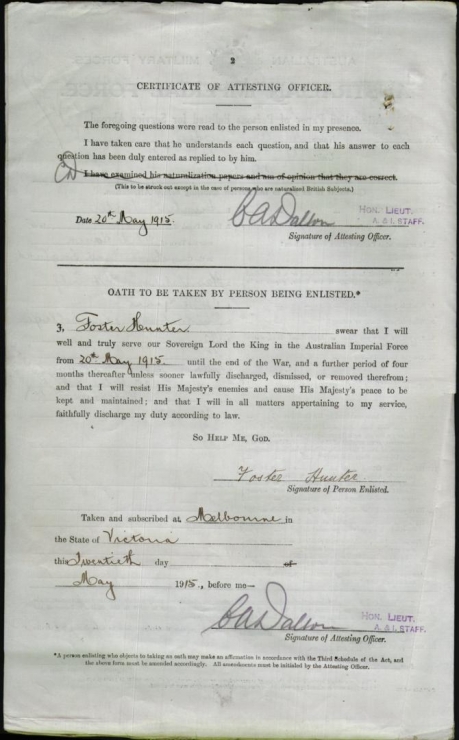 2
CERTIFICATE OF ATTESTING OFFICER.
The foregoing questions were read to the person enlisted in my presence.
I have taken care that he understands each question, and that his answer to each
question has been duly entered as replied to by him.
I have examined his naturalization papers and am of opinion that they are correct.
(This to be struck out except in the case of persons who are naturalized British Subjects.)
Date 20th May 1915. CADalton HON. LIEUT.
A. & I. STAFF.
Signature of Attesting Officer.
OATH TO BE TAKEN BY PERSON BEING ENLISTED.*
I, Foster Hunter swear that I will
well and truly serve our Sovereign Lord the King in the Australian Imperial Force
from 20th May 1915 until the end of the War, and a further period of four
months thereafter unless sooner lawfully discharged, dismissed, or removed therefrom;
and that I will resist His Majesty's enemies and cause His Majesty's peace to be
kept and maintained; and that I will in all matters appertaining to my service,
faithfully discharge my duty according to law.
SO HELP ME, GOD.
Foster Hunter
Signature of Person Enlisted.
Taken and subscribed at Melbourne in
the State of Victoria
this Twentieth day of
May 1915., before me—
CADalton HON. LIEUT.
A. & I. STAFF.
Signature of Attesting Officer.
*A person enlisting who objects to taking an oath may make an affirmation in accordance with the Third Schedule of the Act, and
the above form must be amended accordingly. All amendments must be initialed by the Attesting Officer.